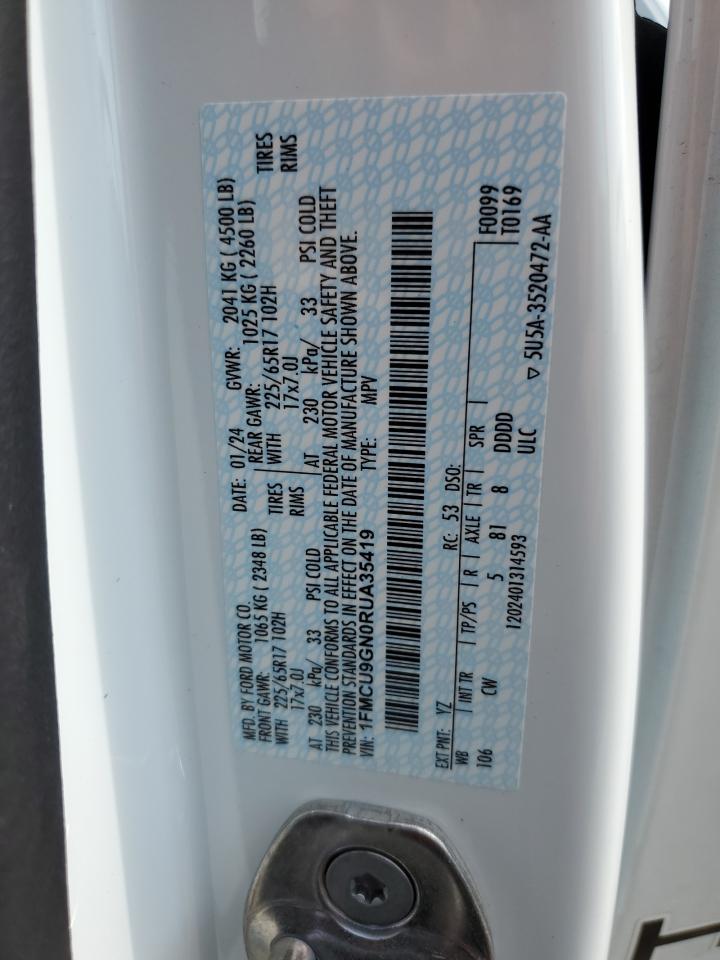 MFD. BY FORD MOTOR CO. DATE: 01/24 GVWR: 2041 KG ( 4500 LB)
FRONT GAWR: 1065 KG ( 2348 LB) REAR GAWR: 1025 KG ( 2260 LB)
WITH 225/65R17 102H TIRES WITH 225/65R17 102H TIRES
17x7.0J RIMS 17x7.0J RIMS
AT 230 kPa/ 33 PSI COLD AT 230 kPa/ 33 PSI COLD
THIS VEHICLE CONFORMS TO ALL APPLICABLE FEDERAL MOTOR VEHICLE SAFETY AND THEFT
PREVENTION STANDARDS IN EFFECT ON THE DATE OF MANUFACTURE SHOWN ABOVE.
VIN: 1FMCU9GN0RUA35419 TYPE: MPV
EXT PNT: YZ RC: 53 DSO: F0099
WB INT TR TP/PS R AXLE TR SPR T0169
106 CW 5 81 8 DDDD
1202401314593 ULC ▽ 5U5A-3520472-AA